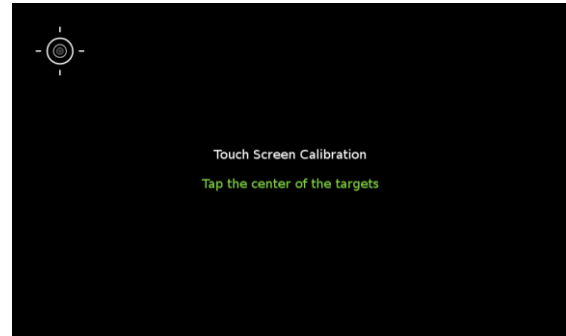 Touch Screen Calibration
Tap the center of the targets